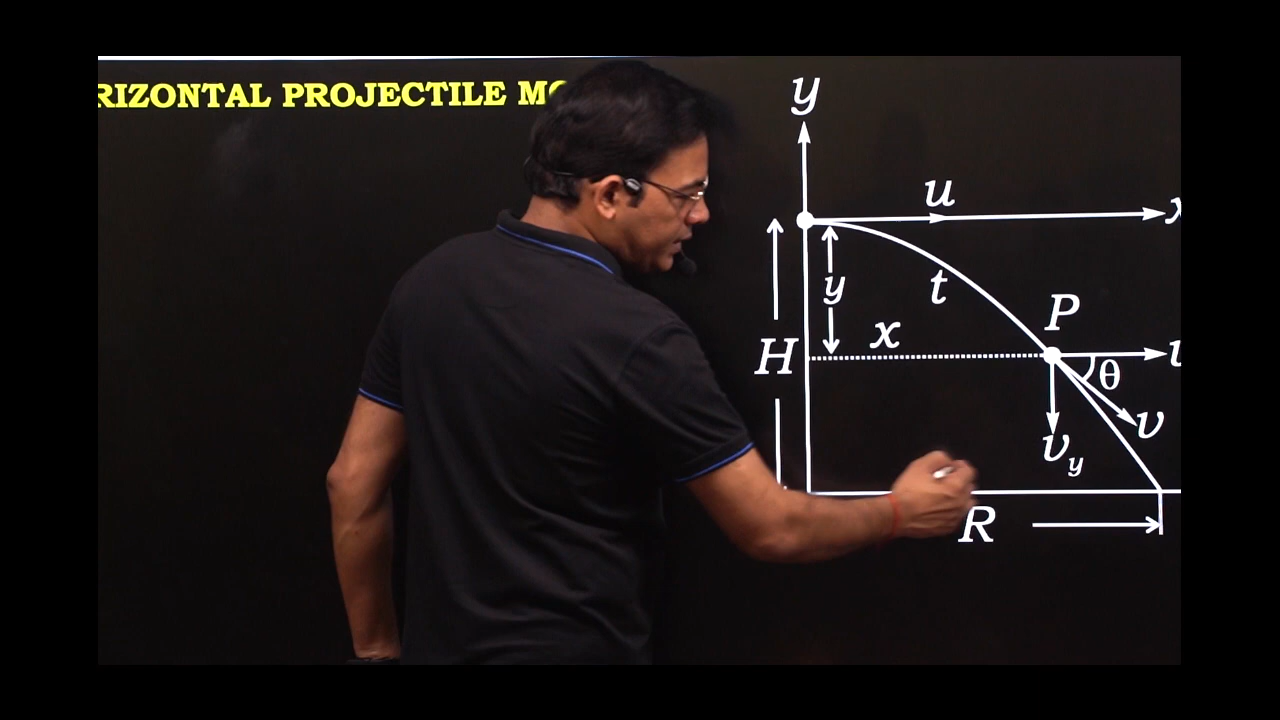 RIZONTAL PROJECTILE MO
y
u
x
y
t
P
x
H
θ
v
v_y
R